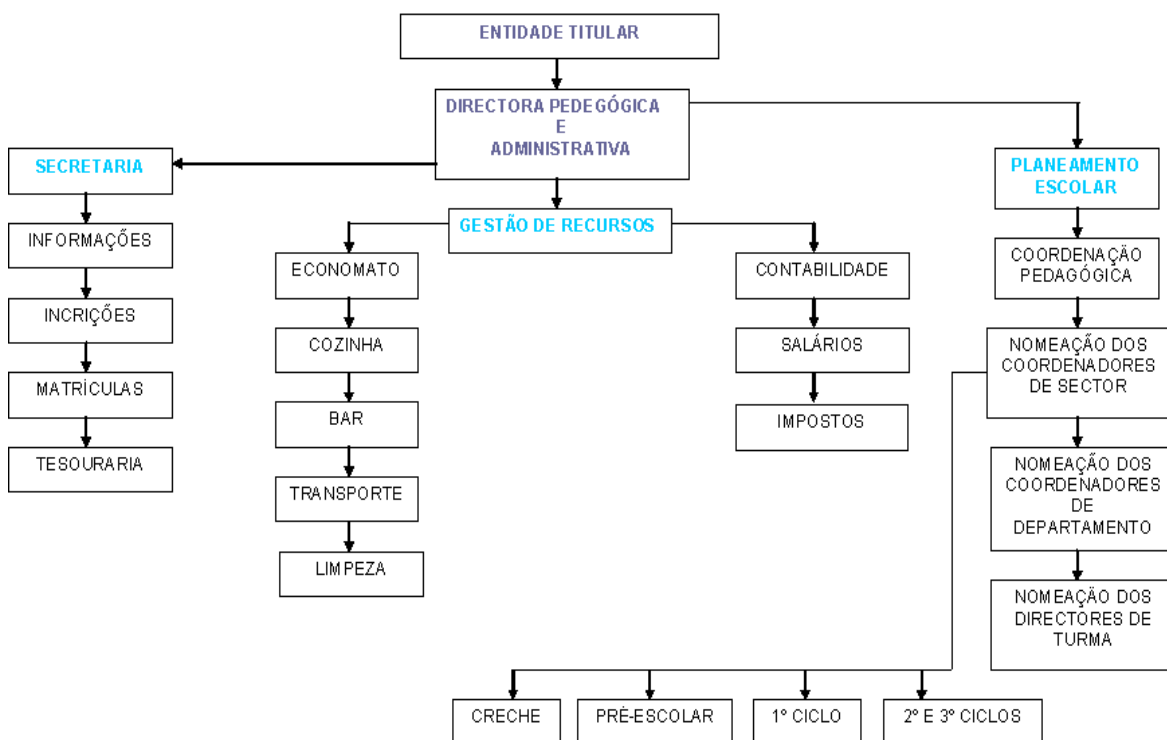 ENTIDADE TITULAR
DIRECTORA PEDEGÓGICA
E
ADMINISTRATIVA
SECRETARIA
PLANEAMENTO
ESCOLAR
GESTÃO DE RECURSOS
INFORMAÇÕES
INCRIÇÕES
MATRÍCULAS
TESOURARIA
ECONOMATO
COZINHA
BAR
TRANSPORTE
LIMPEZA
CONTABILIDADE
SALÁRIOS
IMPOSTOS
COORDENAÇÃO
PEDAGÓGICA
NOMEAÇÃO DOS
COORDENADORES
DE SECTOR
NOMEAÇÃO DOS
COORDENADORES
DE
DEPARTAMENTO
NOMEAÇÃO DOS
DIRECTORES DE
TURMA
CRECHE
PRÉ-ESCOLAR
1º CICLO
2º E 3º CICLOS